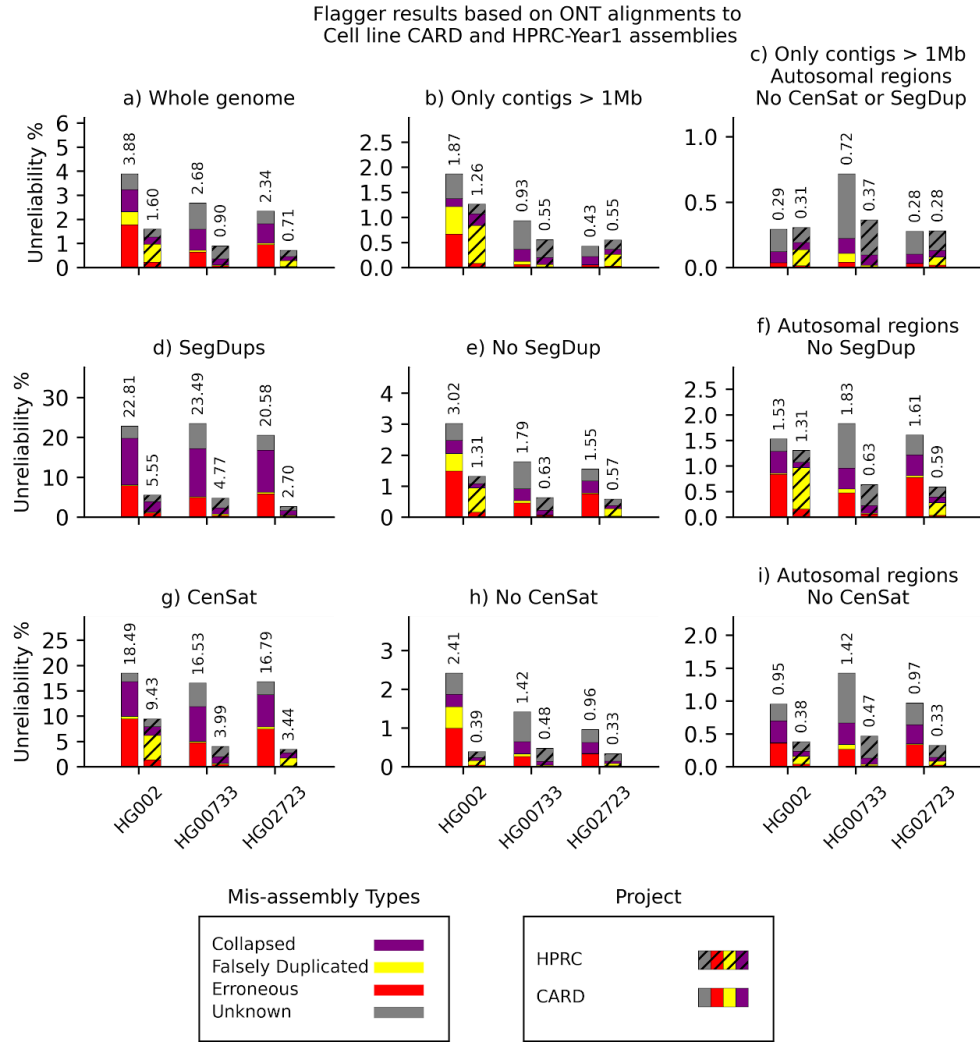 Flagger results based on ONT alignments to
Cell line CARD and HPRC-Year1 assemblies
a) Whole genome
Unreliability %
6
5
4
3
2
1
0
3.88
1.60
2.68
0.90
2.34
0.71
b) Only contigs > 1Mb
2.5
2.0
1.5
1.0
0.5
0.0
1.87
1.26
0.93
0.55
0.43
0.55
c) Only contigs > 1Mb
Autosomal regions
No CenSat or SegDup
1.0
0.5
0.0
0.29
0.31
0.72
0.37
0.28
0.28
d) SegDups
Unreliability %
30
20
10
0
22.81
5.55
23.49
4.77
20.58
2.70
e) No SegDup
4
3
2
1
0
3.02
1.31
1.79
0.63
1.55
0.57
f) Autosomal regions
No SegDup
2.5
2.0
1.5
1.0
0.5
0.0
1.53
1.31
1.83
0.63
1.61
0.59
g) CenSat
Unreliability %
25
20
15
10
5
0
18.49
9.43
16.53
3.99
16.79
3.44
HG002
HG00733
HG02723
h) No CenSat
3
2
1
0
2.41
0.39
1.42
0.48
0.96
0.33
HG002
HG00733
HG02723
i) Autosomal regions
No CenSat
2.0
1.5
1.0
0.5
0.0
0.95
0.38
1.42
0.47
0.97
0.33
HG002
HG00733
HG02723
Mis-assembly Types
Collapsed
Falsely Duplicated
Erroneous
Unknown
Project
HPRC
CARD